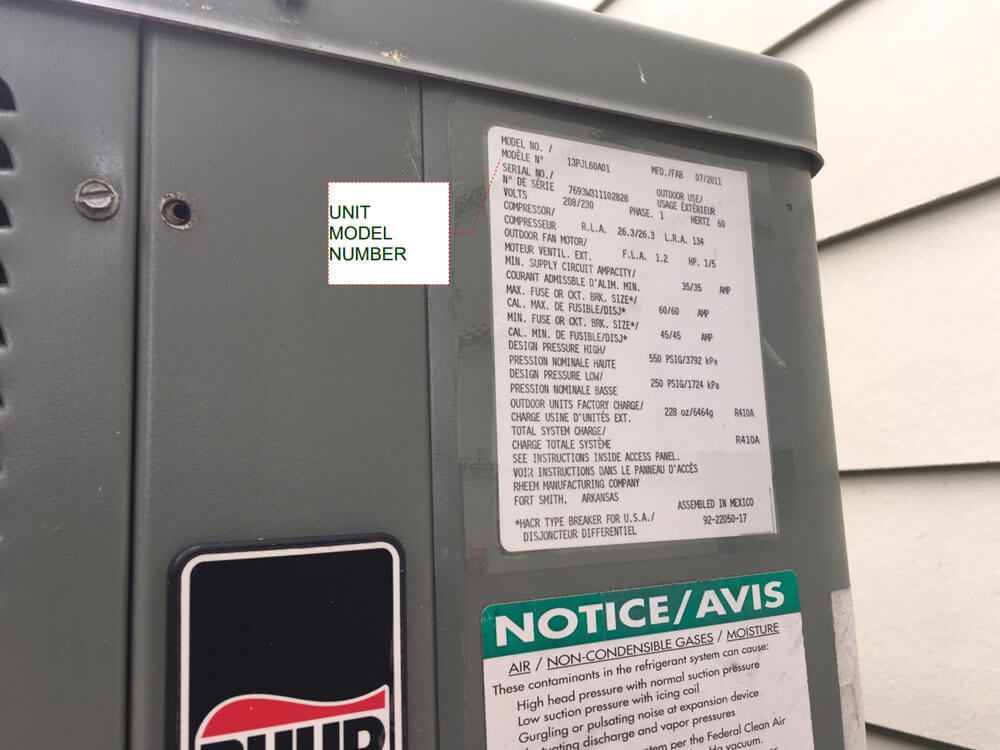 UNIT
MODEL
NUMBER
MODEL NO. /
MODÈLE N° 13PJL60A01 MFD./FAB 07/2011
SERIAL NO./
N° DE SÉRIE 7693W311102828 OUTDOOR USE/
USAGE EXTÉRIEUR
VOLTS 208/230 PHASE. 1 HERTZ 60
COMPRESSOR/
COMPRESSEUR R.L.A. 26.3/26.3 L.R.A. 134
OUTDOOR FAN MOTOR/
MOTEUR VENTIL. EXT. F.L.A. 1.2 HP. 1/5
MIN. SUPPLY CIRCUIT AMPACITY/
COURANT ADMISSBLE D'ALIM. MIN. 35/35 AMP
MAX. FUSE OR CKT. BRK. SIZE*/
CAL. MAX. DE FUSIBLE/DISJ* 60/60 AMP
MIN. FUSE OR CKT. BRK. SIZE*/
CAL. MIN. DE FUSIBLE/DISJ* 45/45 AMP
DESIGN PRESSURE HIGH/
PRESSION NOMINALE HAUTE 550 PSIG/3792 kPa
DESIGN PRESSURE LOW/
PRESSION NOMINALE BASSE 250 PSIG/1724 kPa
OUTDOOR UNITS FACTORY CHARGE/
CHARGE USINE D'UNITÉS EXT. 228 oz/6464g R410A
TOTAL SYSTEM CHARGE/
CHARGE TOTALE SYSTÈME R410A
SEE INSTRUCTIONS INSIDE ACCESS PANEL.
VOIR INSTRUCTIONS DANS LE PANNEAU D'ACCÈS
RHEEM MANUFACTURING COMPANY
FORT SMITH. ARKANSAS ASSEMBLED IN MEXICO
*HACR TYPE BREAKER FOR U.S.A./ 92-22050-17
DISJONCTEUR DIFFERENTIEL
NOTICE/AVIS
AIR / NON-CONDENSIBLE GASES / MOISTURE
These contaminants in the refrigerant system can cause:
High head pressure with normal suction pressure
Low suction pressure with icing coil
Gurgling or pulsating noise at expansion device
discharge and vapor pressures
per the Federal Clean Air
Hg vacuum.